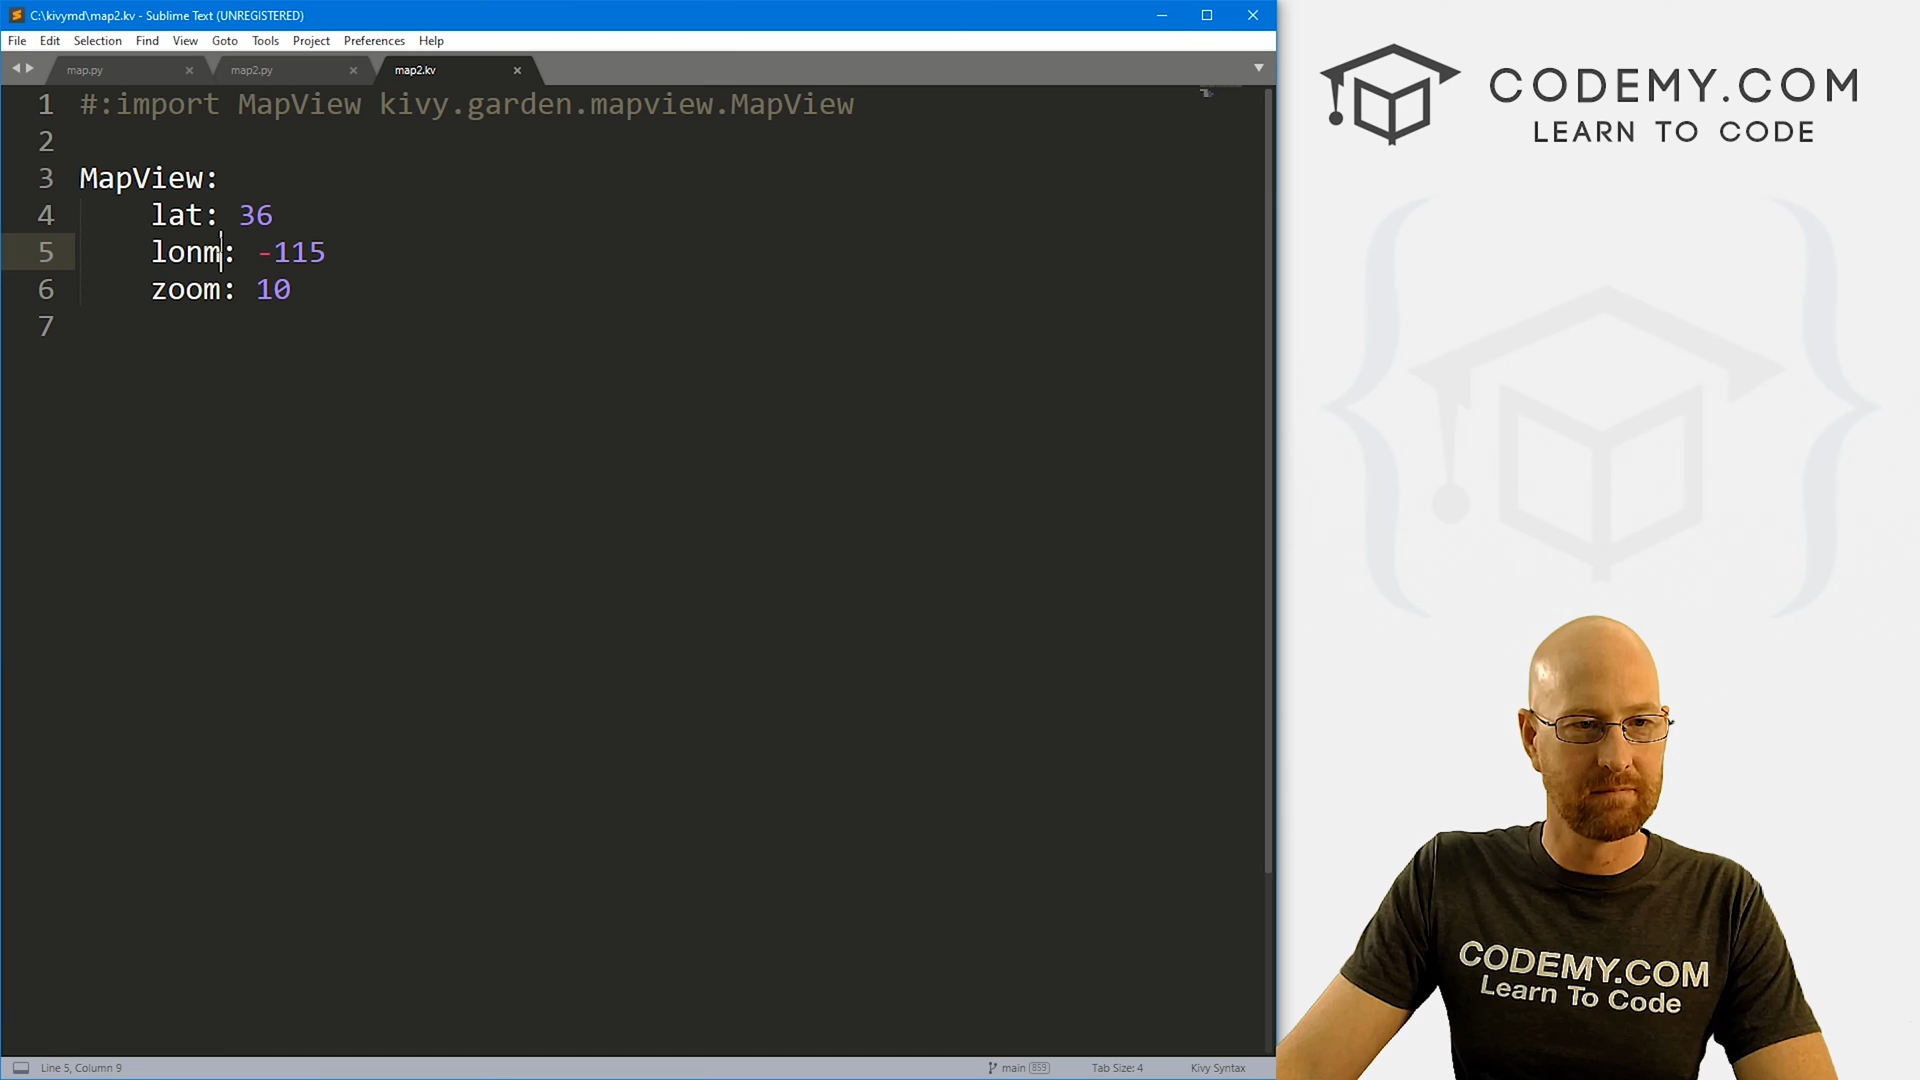 C:\kivymd\map2.kv - Sublime Text (UNREGISTERED)
File Edit Selection Find View Goto Tools Project Preferences Help
map.py map2.py map2.kv
1 #:import MapView kivy.garden.mapview.MapView
2
3 MapView:
4 lat: 36
5 lonm: -115
6 zoom: 10
7
Line 5, Column 9
main 859
Tab Size: 4
Kivy Syntax
CODEMY.COM
LEARN TO CODE
CODEMY.COM
Learn To Code